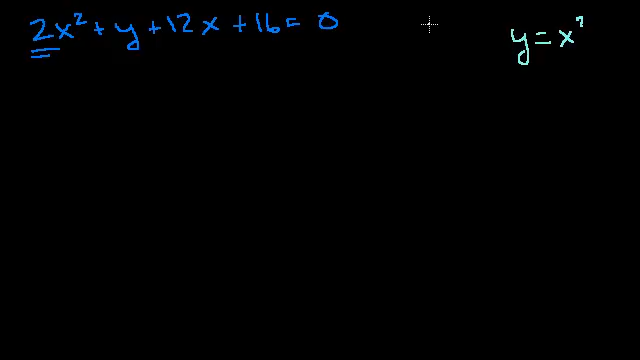 2x² + y + 12x + 16 = 0
y = x²